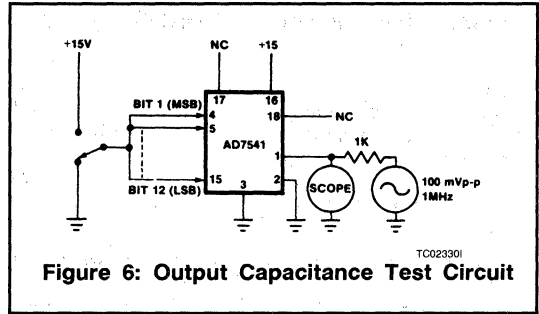 +15V
NC
+15
BIT 1 (MSB)
17
16
4
5
18
NC
AD7541
1K
1
15
2
SCOPE
100 mVp-p
1MHz
BIT 12 (LSB)
3
TC02330I
Figure 6: Output Capacitance Test Circuit